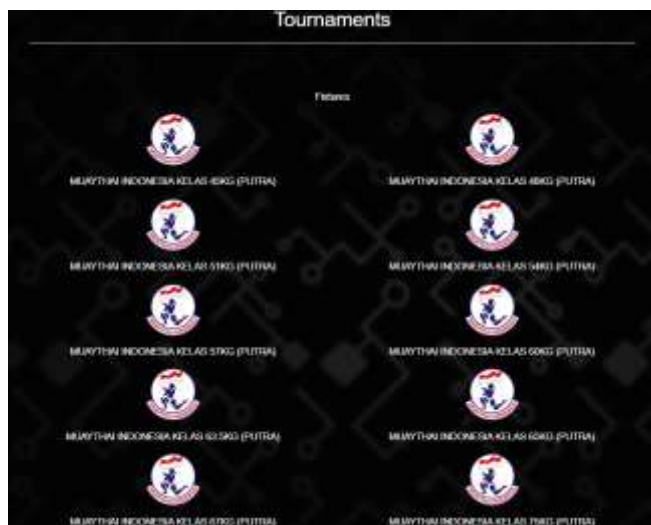 Tournaments
MUAYTHAI INDONESIA KELAS 45KG (PUTRA)
MUAYTHAI INDONESIA KELAS 48KG (PUTRA)
MUAYTHAI INDONESIA KELAS 51KG (PUTRA)
MUAYTHAI INDONESIA KELAS 54KG (PUTRA)
MUAYTHAI INDONESIA KELAS 57KG (PUTRA)
MUAYTHAI INDONESIA KELAS 60KG (PUTRA)
MUAYTHAI INDONESIA KELAS 63.5KG (PUTRA)
MUAYTHAI INDONESIA KELAS (PUTRA)
MUAYTHAI INDONESIA KELAS 67KG (PUTRA)
MUAYTHAI INDONESIA KELAS (PUTRA)